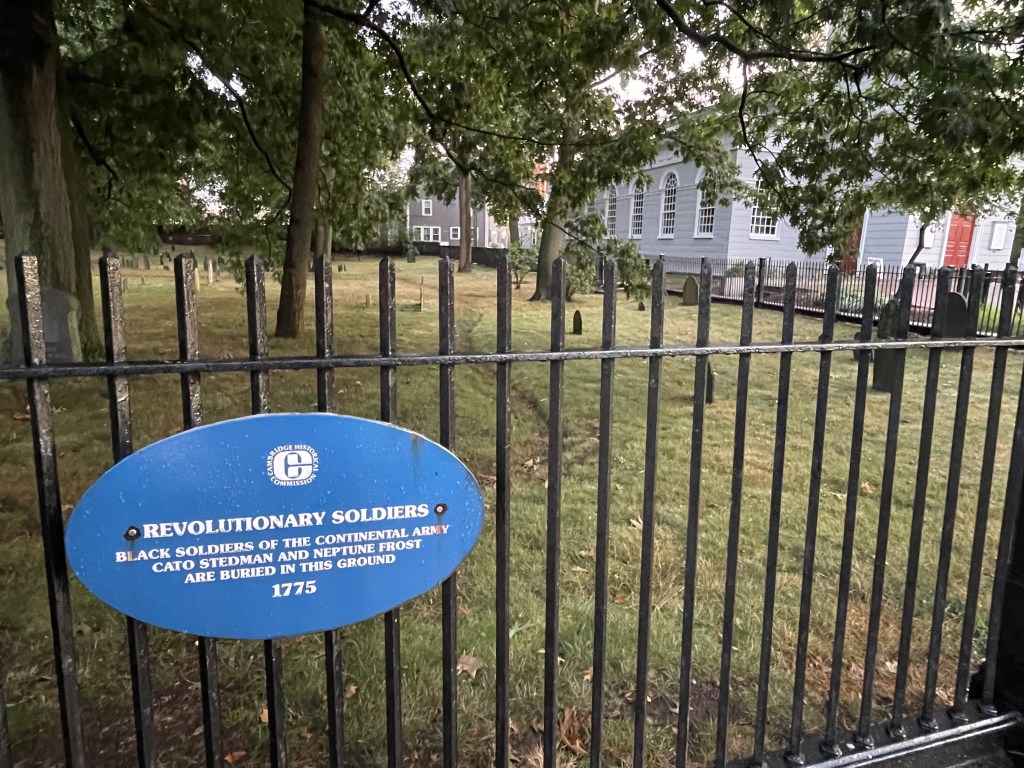 CAMBRIDGE HISTORICAL
COMMISSION
REVOLUTIONARY SOLDIERS
BLACK SOLDIERS OF THE CONTINENTAL ARMY
CATO STEDMAN AND NEPTUNE FROST
ARE BURIED IN THIS GROUND
1775